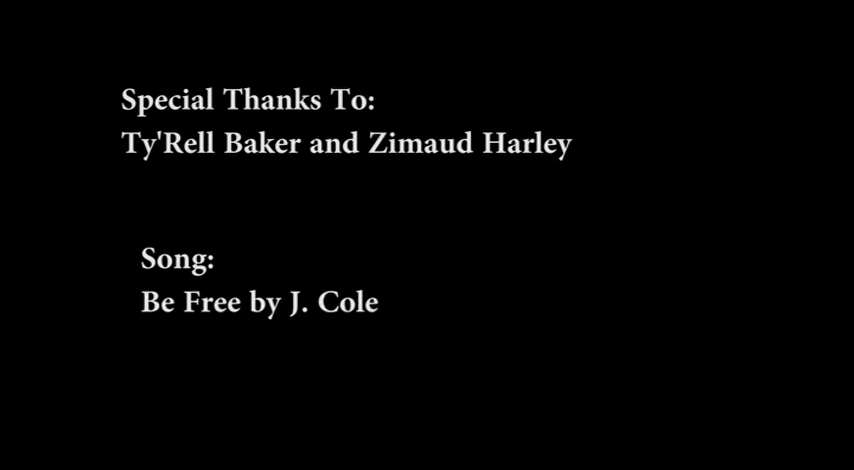 Special Thanks To:
Ty'Rell Baker and Zimaud Harley
Song:
Be Free by J. Cole